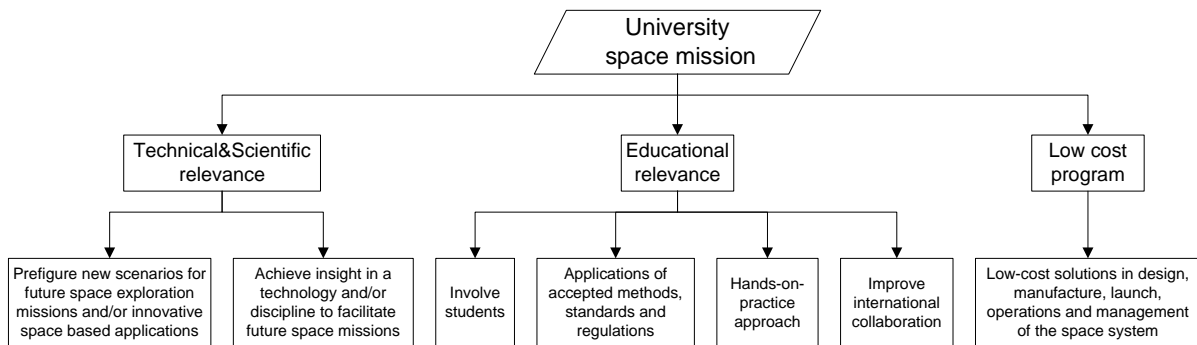 University
space mission
Technical&Scientific
relevance
Educational
relevance
Low cost
program
Prefigure new scenarios for
future space exploration
missions and/or innovative
space based applications
Achieve insight in a
technology and/or
discipline to facilitate
future space missions
Involve
students
Applications of
accepted methods,
standards and
regulations
Hands-on-
practice
approach
Improve
international
collaboration
Low-cost solutions in design,
manufacture, launch,
operations and management
of the space system